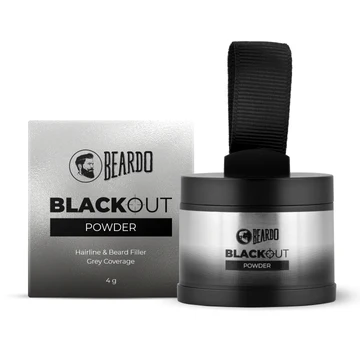 BEARDO
BLACKOUT
POWDER
Hairline & Beard Filler
Grey Coverage
4 g
BEARDO
BLACKOUT
POWDER